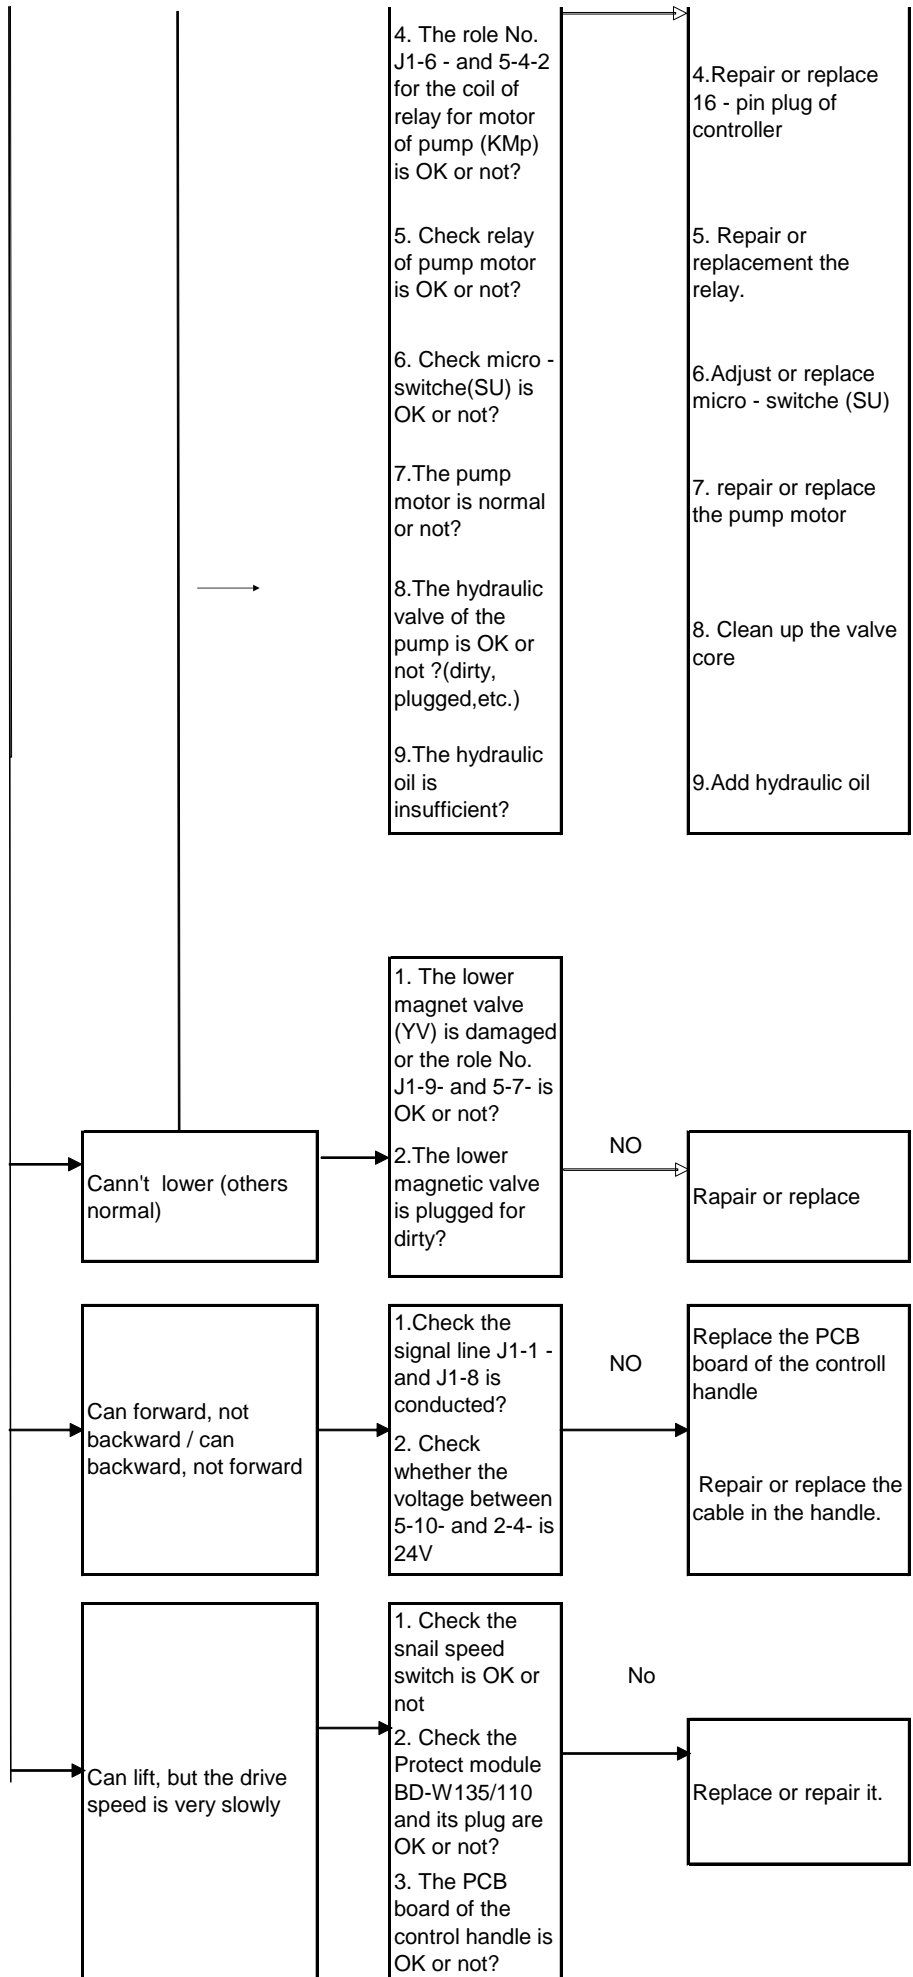 4. The role No.
J1-6 - and 5-4-2
for the coil of
relay for motor
of pump (KMp)
is OK or not?
5. Check relay
of pump motor
is OK or not?
6. Check micro -
switche(SU) is
OK or not?
7.The pump
motor is normal
or not?
8.The hydraulic
valve of the
pump is OK or
not ?(dirty,
plugged,etc.)
9.The hydraulic
oil is
insufficient?
4.Repair or replace
16 - pin plug of
controller
5. Repair or
replacement the
relay.
6.Adjust or replace
micro - switche (SU)
7. repair or replace
the pump motor
8. Clean up the valve
core
9.Add hydraulic oil
Cann't  lower (others
normal)
1. The lower
magnet valve
(YV) is damaged
or the role No.
J1-9- and 5-7- is
OK or not?
2.The lower
magnetic valve
is plugged for
dirty?
NO
Rapair or replace
Can forward, not
backward / can
backward, not forward
1.Check the
signal line J1-1 -
and J1-8 is
conducted?
2. Check
whether the
voltage between
5-10- and 2-4- is
24V
NO
Replace the PCB
board of the controll
handle
Repair or replace the
cable in the handle.
Can lift, but the drive
speed is very slowly
1. Check the
snail speed
switch is OK or
not
2. Check the
Protect module
BD-W135/110
and its plug are
OK or not?
3. The PCB
board of the
control handle is
OK or not?
No
Replace or repair it.